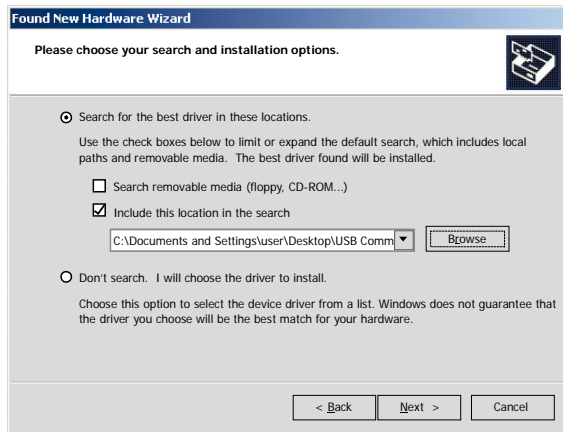 Found New Hardware Wizard
Please choose your search and installation options.
Search for the best driver in these locations.
Use the check boxes below to limit or expand the default search, which includes local
paths and removable media. The best driver found will be installed.
Search removable media (floppy, CD-ROM...)
Include this location in the search
C:\Documents and Settings\user\Desktop\USB Comm
Browse
Don't search. I will choose the driver to install.
Choose this option to select the device driver from a list. Windows does not guarantee that
the driver you choose will be the best match for your hardware.
< Back
Next >
Cancel